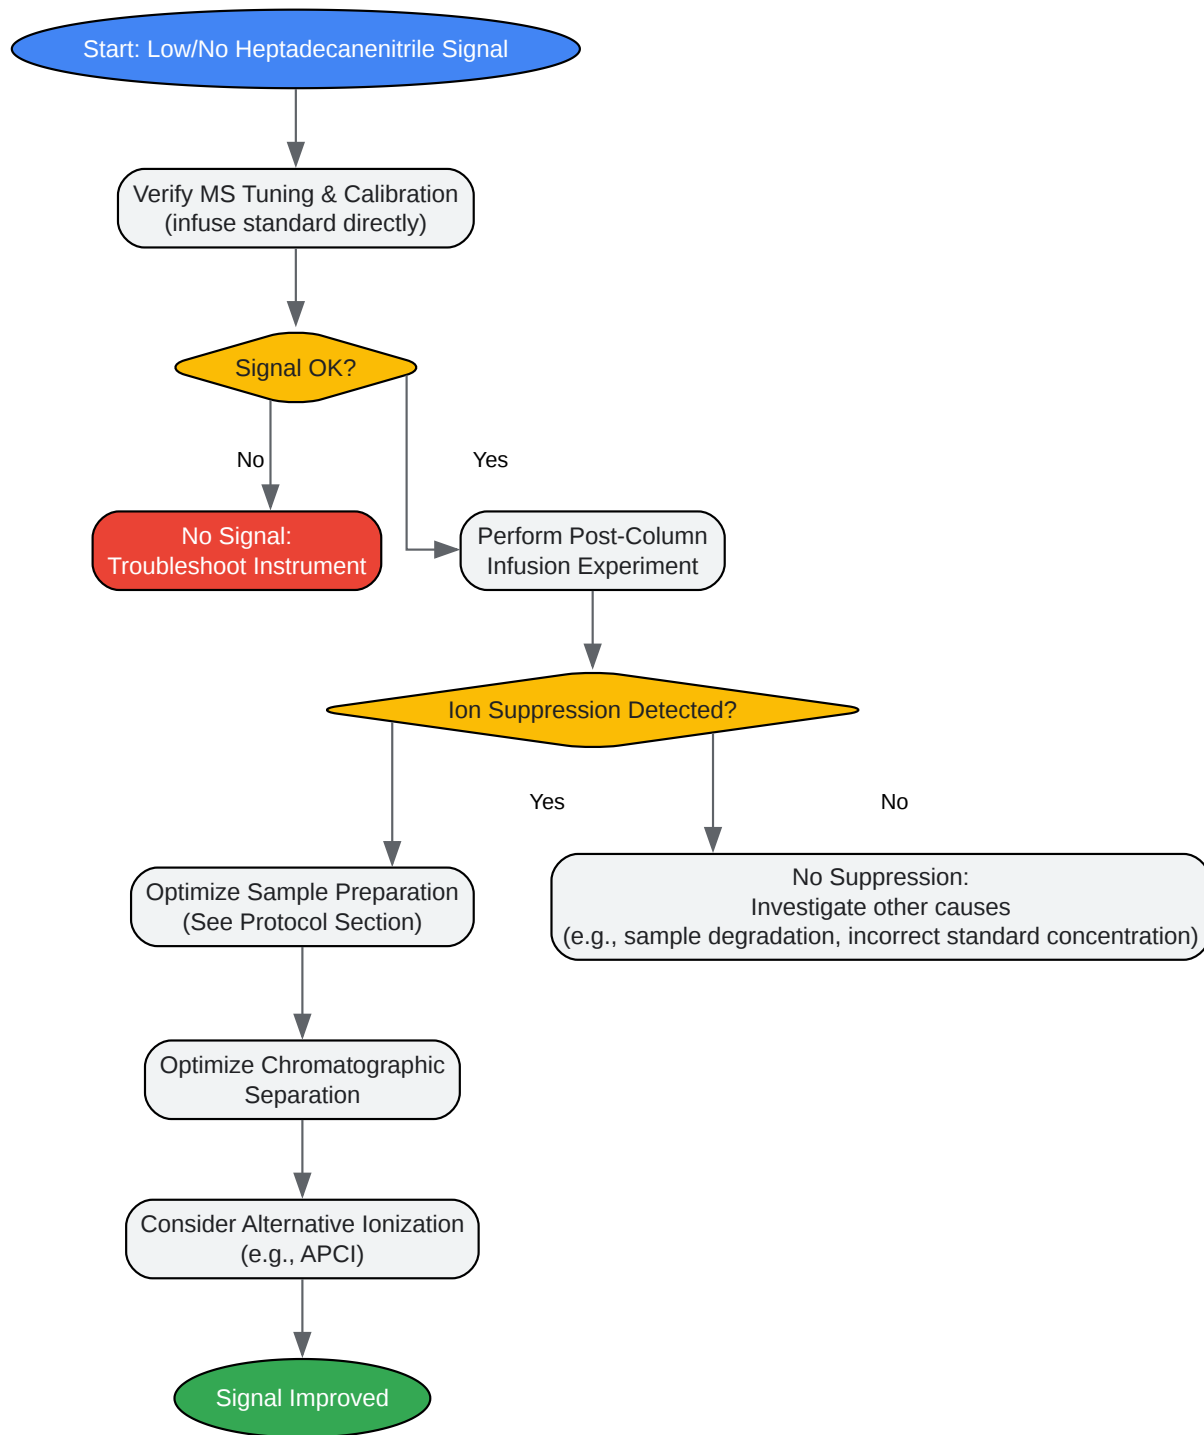 Start: Low/No Heptadecanenitrile Signal
Verify MS Tuning & Calibration
(infuse standard directly)
Signal OK?
No
Yes
No Signal:
Troubleshoot Instrument
Perform Post-Column
Infusion Experiment
Ion Suppression Detected?
Yes
No
Optimize Sample Preparation
(See Protocol Section)
No Suppression:
Investigate other causes
(e.g., sample degradation, incorrect standard concentration)
Optimize Chromatographic
Separation
Consider Alternative Ionization
(e.g., APCI)
Signal Improved